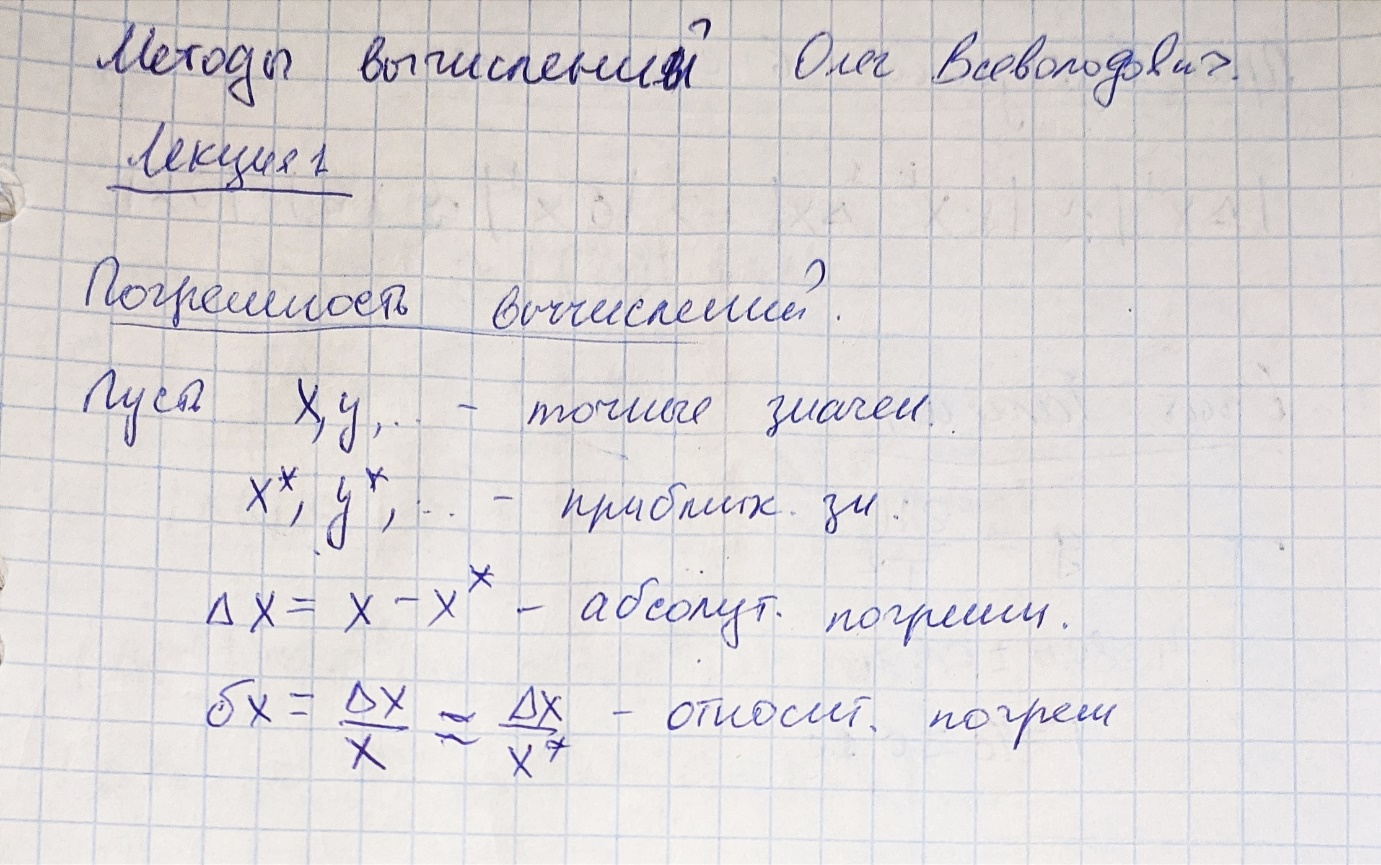 Методы вычислений Олег Всеволодович.
Лекция 1
Погрешность вычислений.
Пусть x, y, ... - точные значен.
x*, y*, ... - приближ. зн.
Δx = x - x* - абсолут. погрешн.
δx = Δx/x ≈ Δx/x* - относит. погреш